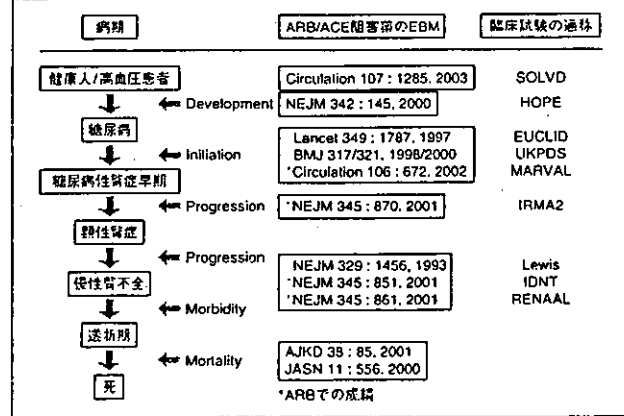 病期 ARB/ACE阻害薬のEBM 臨床試験の通称
健康人/高血圧患者 Circulation 107 : 1285, 2003 SOLVD
Development NEJM 342 : 145, 2000 HOPE
糖尿病
Lancet 349 : 1787, 1997 EUCLID
Initiation BMJ 317/321, 1998/2000 UKPDS
糖尿病性腎症早期 *Circulation 106 : 672, 2002 MARVAL
Progression *NEJM 345 : 870, 2001 IRMA2
顕性腎症
Progression
NEJM 329 : 1456, 1993 Lewis
慢性腎不全 *NEJM 345 : 851, 2001 IDNT
*NEJM 345 : 861, 2001 RENAAL
Morbidity
透析期
AJKD 38 : 85, 2001
Mortality
JASN 11 : 556, 2000
死
*ARBでの成績